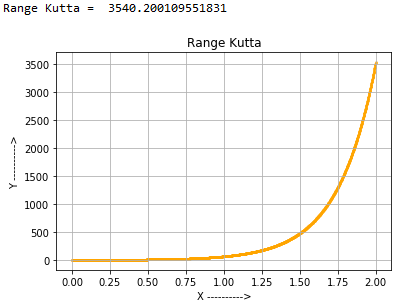 Range Kutta =  3540.200109551831
Range Kutta
3500
3000
2500
2000
1500
1000
500
0
Y ---------->
0.00 0.25 0.50 0.75 1.00 1.25 1.50 1.75 2.00
X ---------->